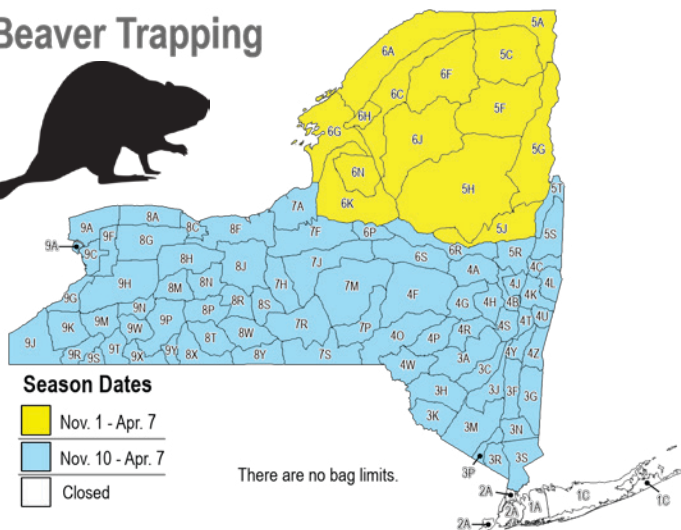 Beaver Trapping
5A
6A
5C
6F
6C
5F
6H
6G
6J
5G
6N
5H
6K
5T
7A
5J
8A
9A
8C
8F
7F
6P
5S
9F
8G
9A
9C
6R
5R
6S
8H
8J
7J
4A
4C
9H
8M
8N
7H
7M
4F
4J
4L
9G
8R
8S
4G
4H
4B
4K
9N
8P
9K
9M
9W
9P
7R
7P
4R
4S
4T
4U
8T
8W
4O
4P
9J
9R
9S
9T
9X
9Y
8X
8Y
7S
4W
3A
4Y
4Z
3C
3H
3J
3F
3G
3K
3M
3N
3P
3R
3S
2A
1C
1A
2A
1C
2A
Season Dates
Nov. 1 - Apr. 7
Nov. 10 - Apr. 7
Closed
There are no bag limits.